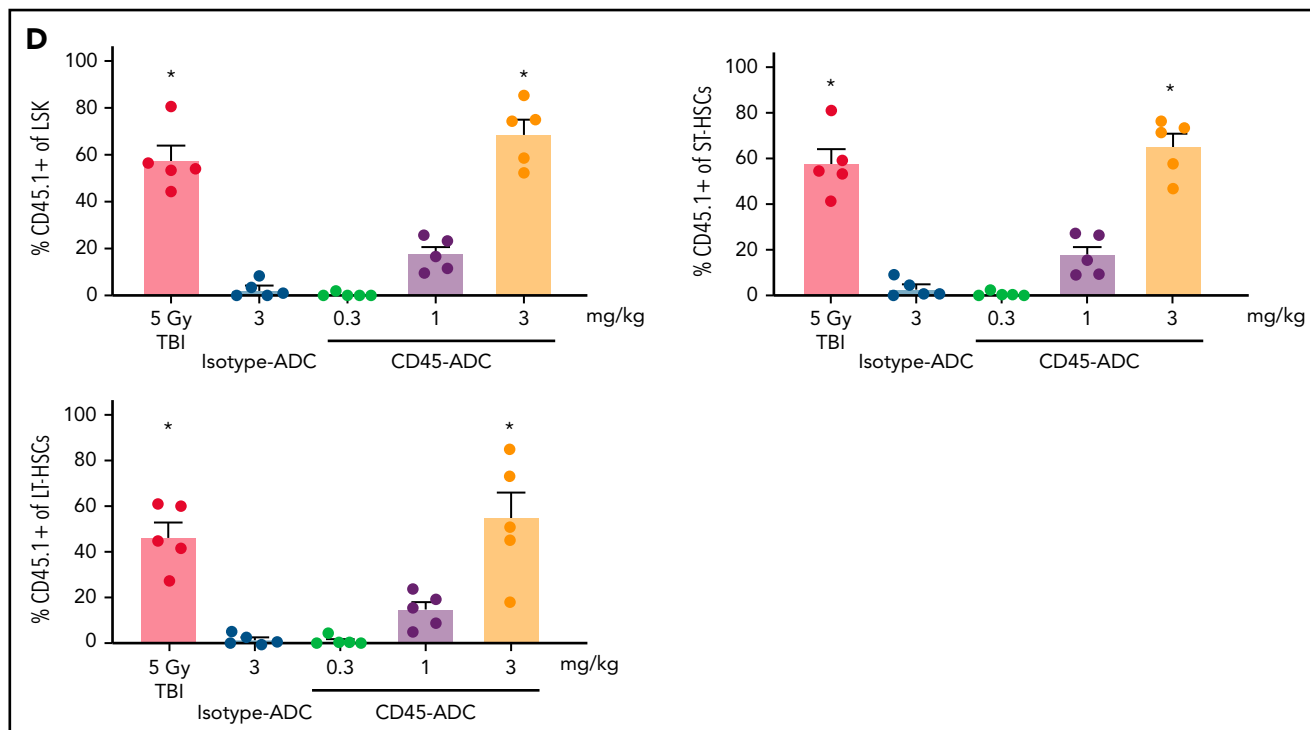 D
% CD45.1+ of LSK
100
80
60
40
20
0
*
*
5 Gy
TBI
3
0.3
1
3
mg/kg
Isotype-ADC
CD45-ADC
% CD45.1+ of ST-HSCs
100
80
60
40
20
0
*
*
5 Gy
TBI
3
0.3
1
3
mg/kg
Isotype-ADC
CD45-ADC
% CD45.1+ of LT-HSCs
100
80
60
40
20
0
*
*
5 Gy
TBI
3
0.3
1
3
mg/kg
Isotype-ADC
CD45-ADC